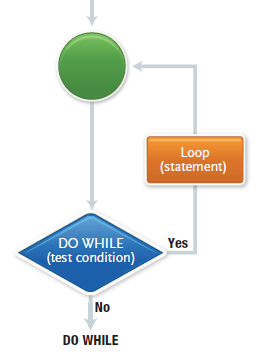 Loop
(statement)
DO WHILE
(test condition)
Yes
No
DO WHILE